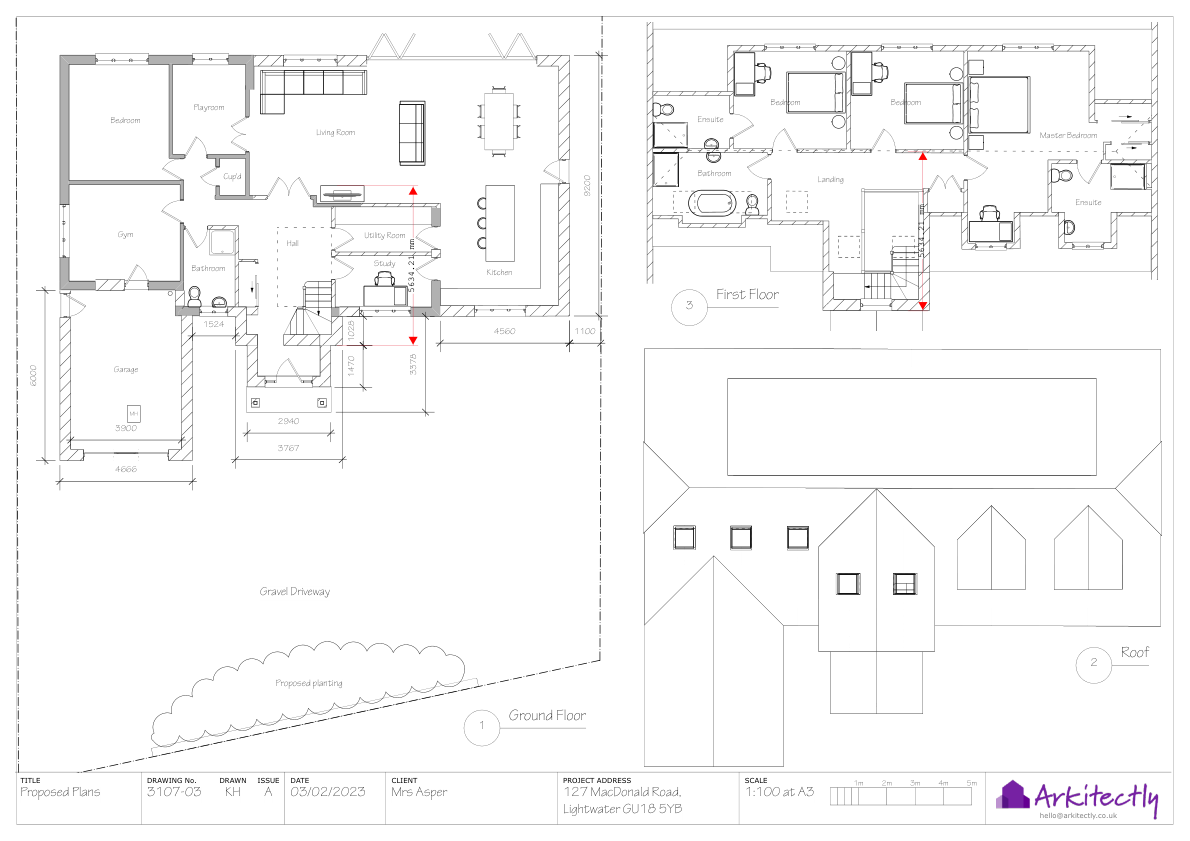 Bedroom
Playroom
Living Room
Cup'd
Gym
Bathroom
Hall
Utility Room
Study
Kitchen
5634.21 mm
9200
1524
1028
1470
3378
4560
1100
6000
Garage
MH
3900
4666
2940
3767
Gravel Driveway
Proposed planting
1
Ground Floor
Ensuite
Bedroom
Bedroom
Master Bedroom
Bathroom
Landing
Ensuite
5634.21 mm
3
First Floor
2
Roof
TITLE
Proposed Plans
DRAWING No.
3107-03
DRAWN
KH
ISSUE
A
DATE
03/02/2023
CLIENT
Mrs Asper
PROJECT ADDRESS
127 MacDonald Road,
Lightwater GU18 5YB
SCALE
1:100 at A3
1m 2m 3m 4m 5m
Arkitectly
hello@arkitectly.co.uk